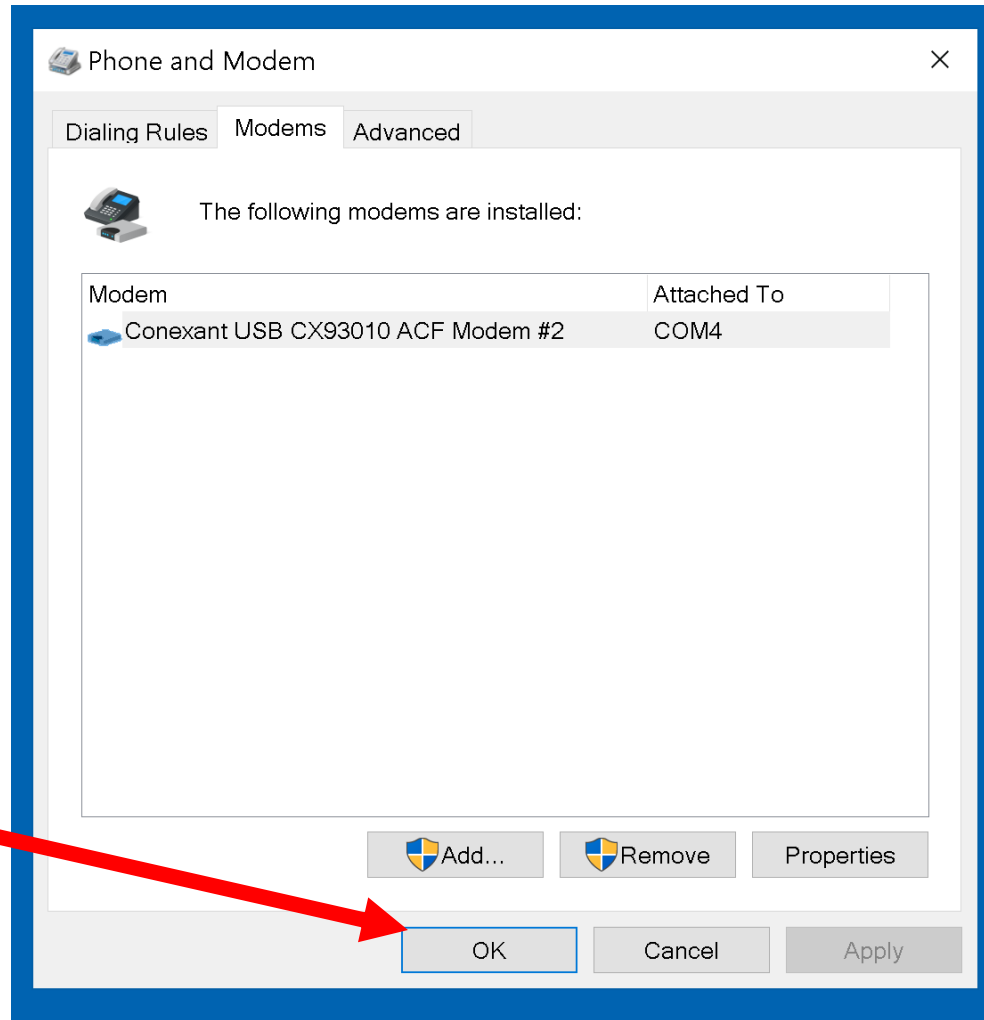 Phone and Modem
Dialing Rules Modems Advanced
The following modems are installed:
Modem Attached To
Conexant USB CX93010 ACF Modem #2 COM4
Add... Remove Properties
OK Cancel Apply